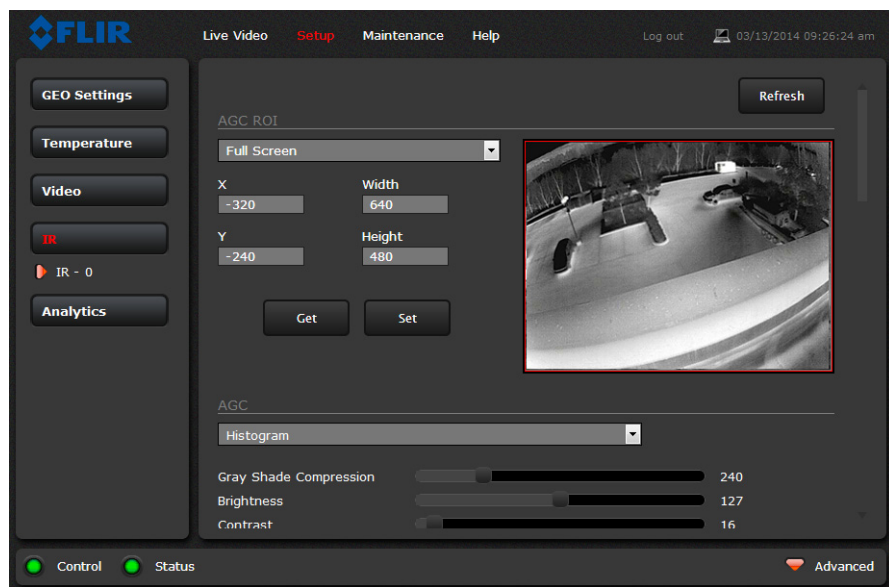 FLIR
Live Video Setup Maintenance Help Log out 03/13/2014 09:26:24 am
GEO Settings
Temperature
Video
IR
IR - 0
Analytics
Refresh
AGC ROI
Full Screen
X Width
-320 640
Y Height
-240 480
Get Set
AGC
Histogram
Gray Shade Compression 240
Brightness 127
Contrast 16
Control Status Advanced